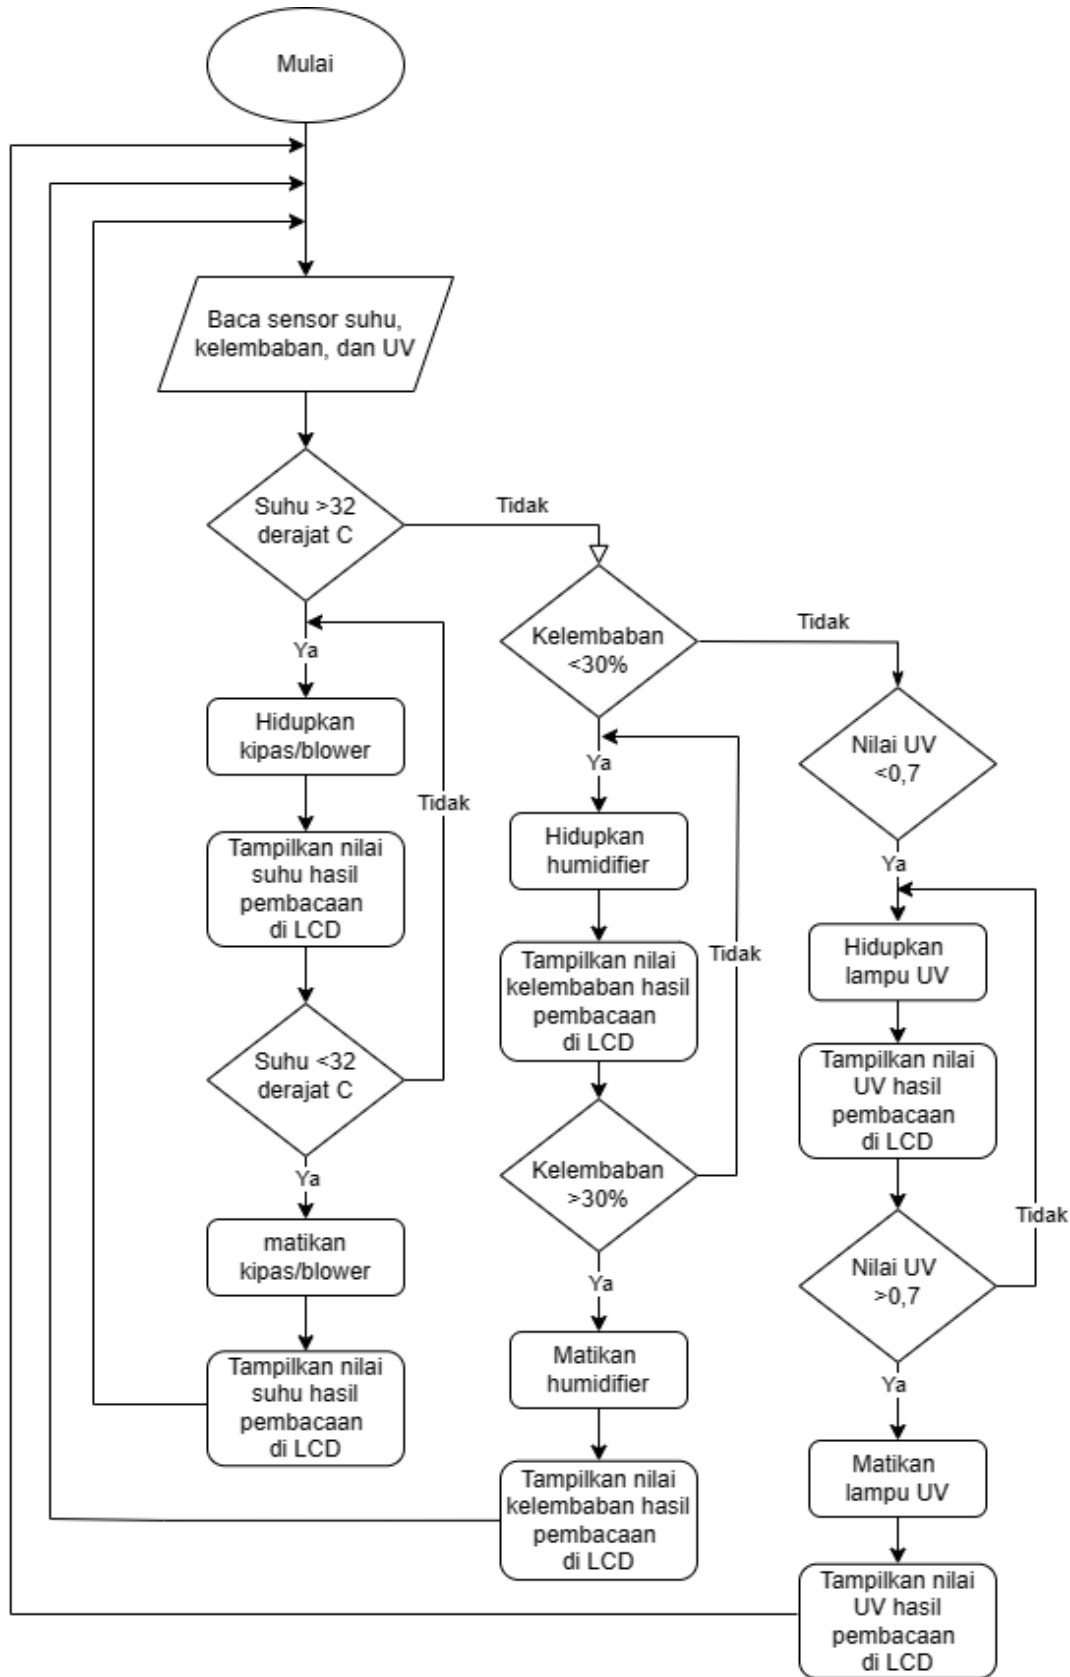 Mulai
Baca sensor suhu,
kelembaban, dan UV
Suhu >32
derajat C
Tidak
Ya
Hidupkan
kipas/blower
Tampilkan nilai
suhu hasil
pembacaan
di LCD
Tidak
Suhu <32
derajat C
Ya
matikan
kipas/blower
Tampilkan nilai
suhu hasil
pembacaan
di LCD
Kelembaban
<30%
Tidak
Ya
Hidupkan
humidifier
Tampilkan nilai
kelembaban hasil
pembacaan
di LCD
Tidak
Kelembaban
>30%
Ya
Matikan
humidifier
Tampilkan nilai
kelembaban hasil
pembacaan
di LCD
Nilai UV
<0,7
Ya
Hidupkan
lampu UV
Tampilkan nilai
UV hasil
pembacaan
di LCD
Tidak
Nilai UV
>0,7
Ya
Matikan
lampu UV
Tampilkan nilai
UV hasil
pembacaan
di LCD